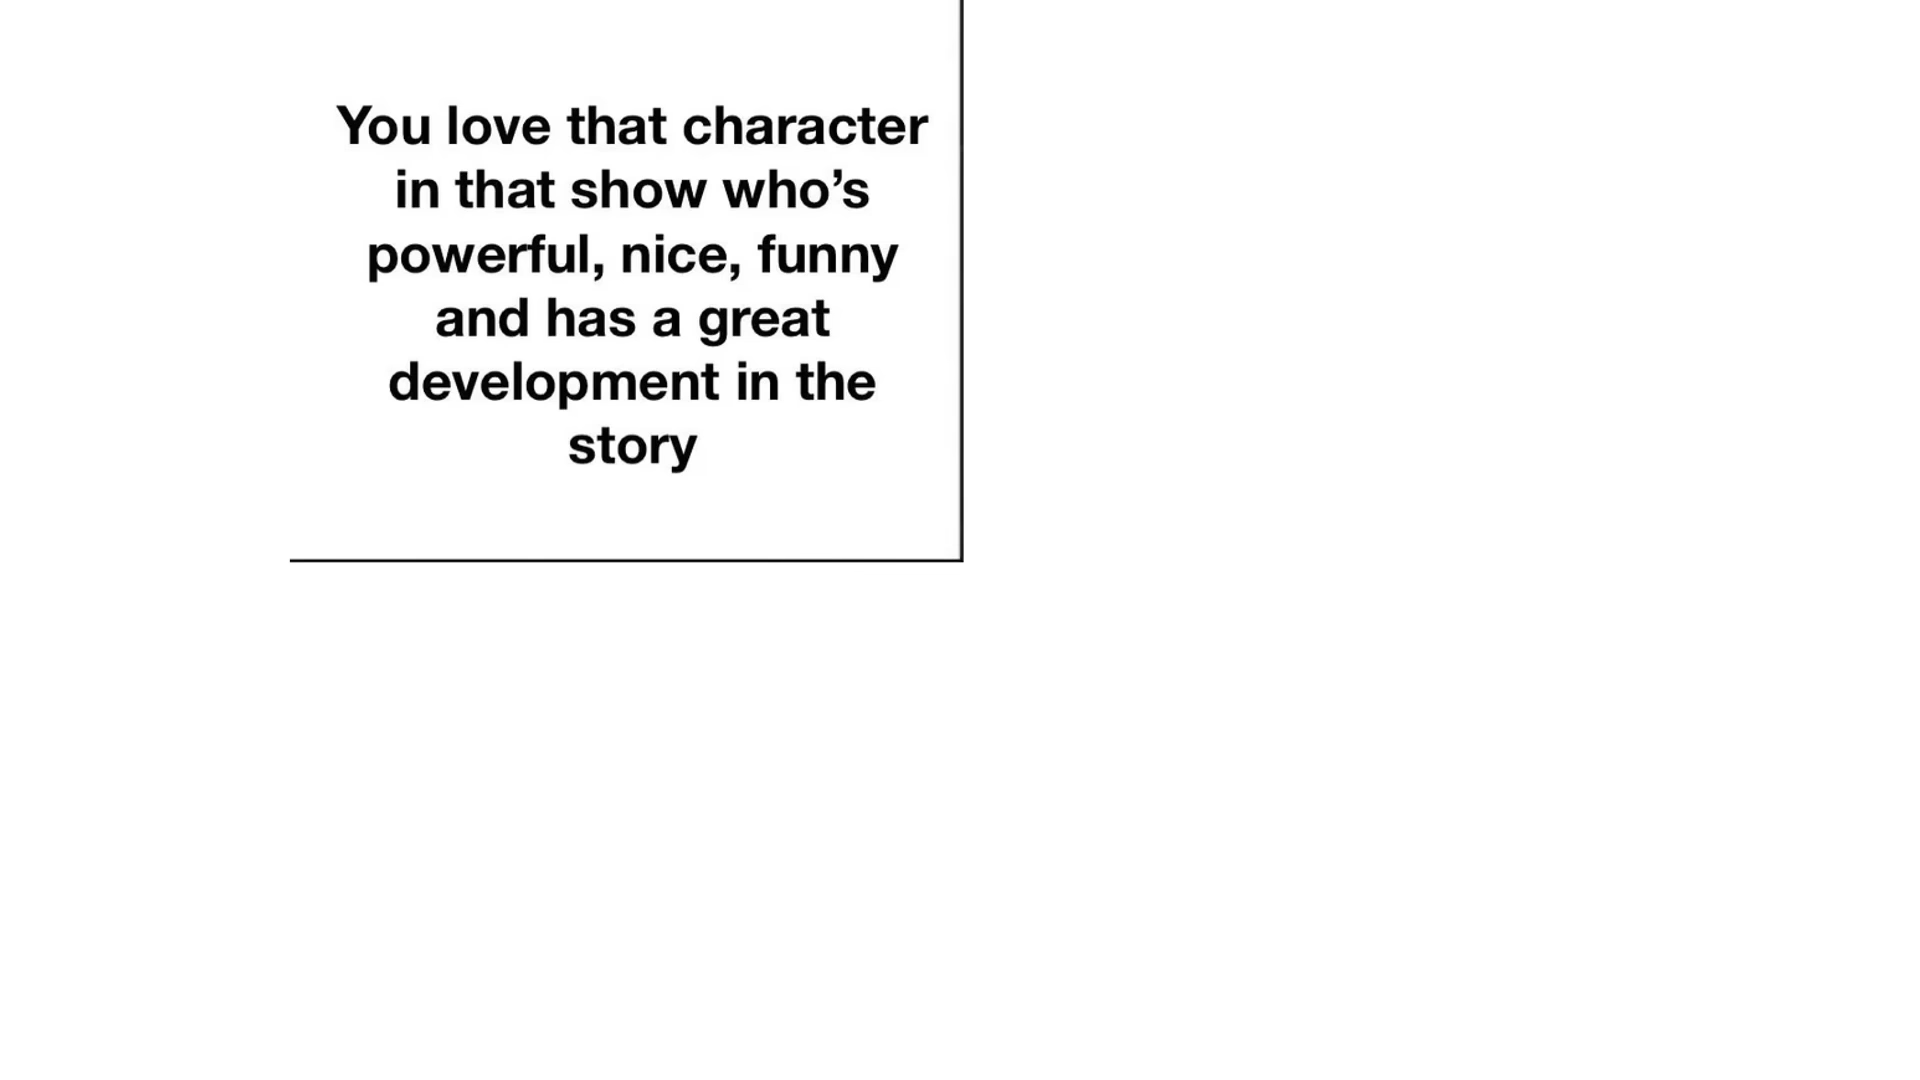 You love that character
in that show who’s
powerful, nice, funny
and has a great
development in the
story